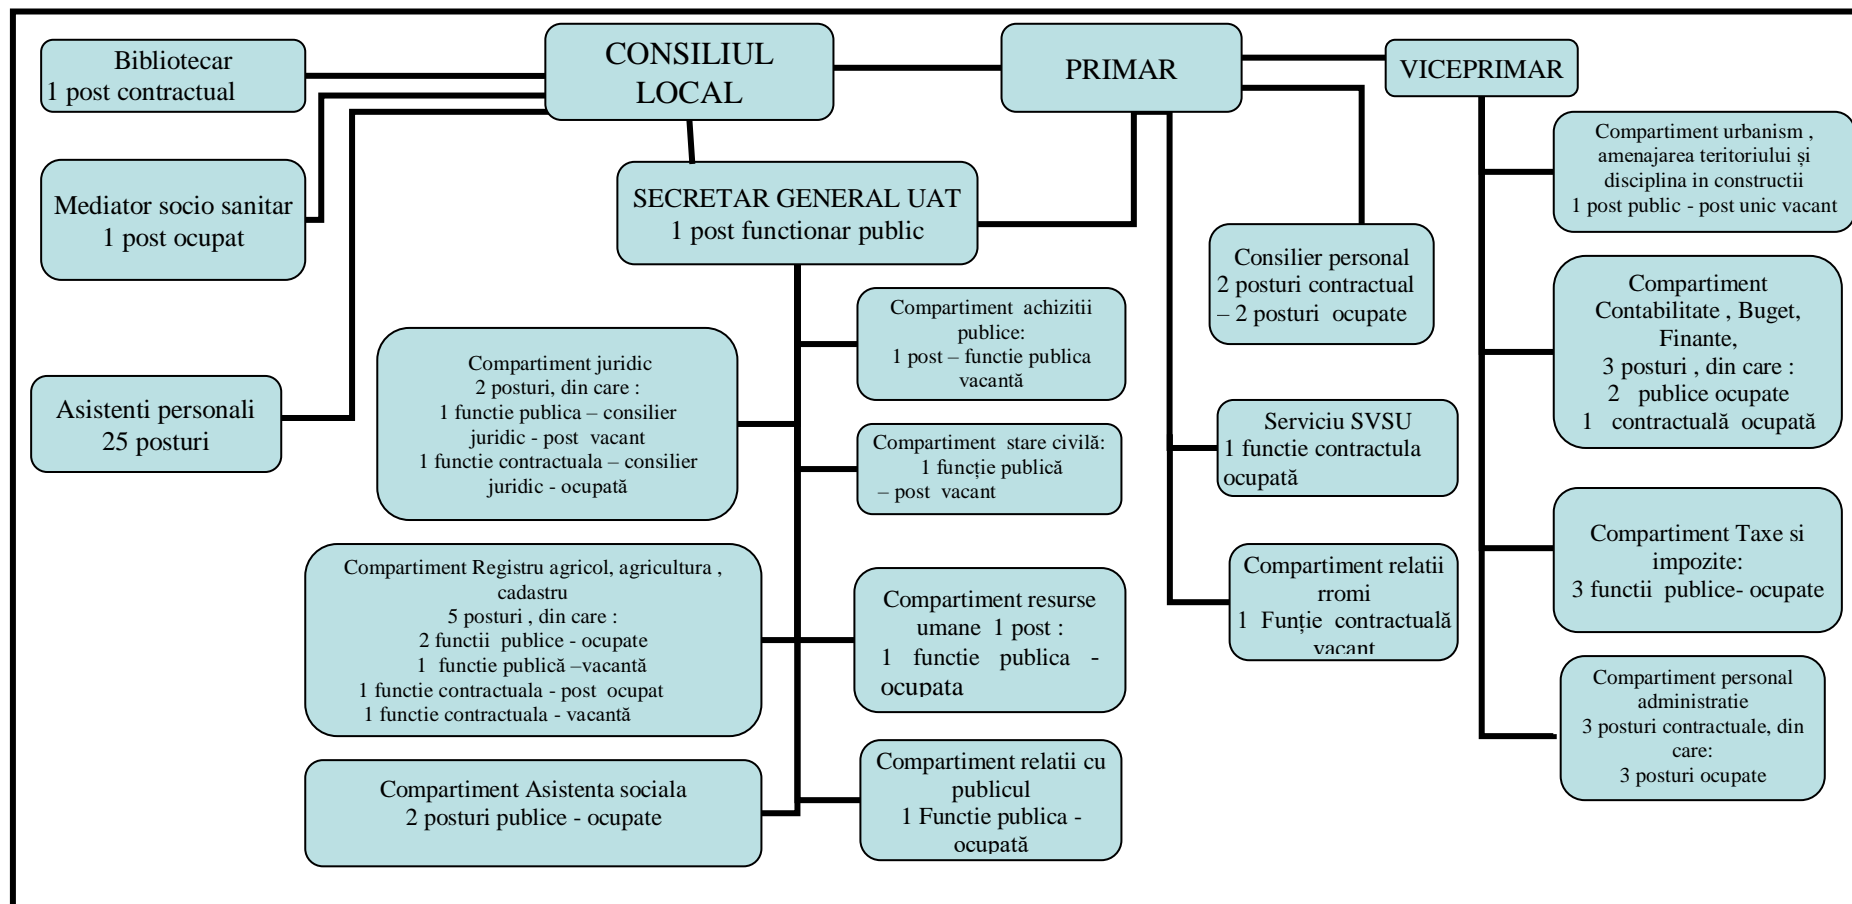 Bibliotecar
1 post contractual
CONSILIUL
LOCAL
PRIMAR
VICEPRIMAR
Mediator socio sanitar
1 post ocupat
SECRETAR GENERAL UAT
1 post functionar public
Compartiment urbanism ,
amenajarea teritoriului și
disciplina in constructii
1 post public - post unic vacant
Consilier personal
2 posturi contractual
– 2 posturi ocupate
Compartiment
Contabilitate , Buget,
Finante,
3 posturi , din care :
2 publice ocupate
1 contractuală ocupată
Asistenti personali
25 posturi
Compartiment juridic
2 posturi, din care :
1 functie publica – consilier
juridic - post vacant
1 functie contractuala – consilier
juridic - ocupată
Compartiment achizitii
publice:
1 post – functie publica
vacantă
Compartiment stare civilă:
1 funcție publică
– post vacant
Serviciu SVSU
1 functie contractula
ocupată
Compartiment Registru agricol, agricultura ,
cadastru
5 posturi , din care :
2 functii publice - ocupate
1 functie publică –vacantă
1 functie contractuala - post ocupat
1 functie contractuala - vacantă
Compartiment resurse
umane 1 post :
1 functie publica -
ocupata
Compartiment relatii
rromi
1 Funție contractuală
vacant
Compartiment Taxe si
impozite:
3 functii publice- ocupate
Compartiment Asistenta sociala
2 posturi publice - ocupate
Compartiment relatii cu
publicul
1 Functie publica -
ocupată
Compartiment personal
administratie
3 posturi contractuale, din
care:
3 posturi ocupate